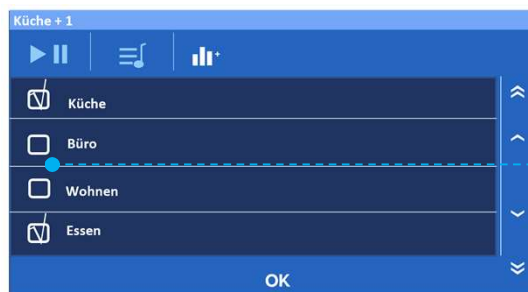 Küche + 1
Küche
Büro
Wohnen
Essen
OK